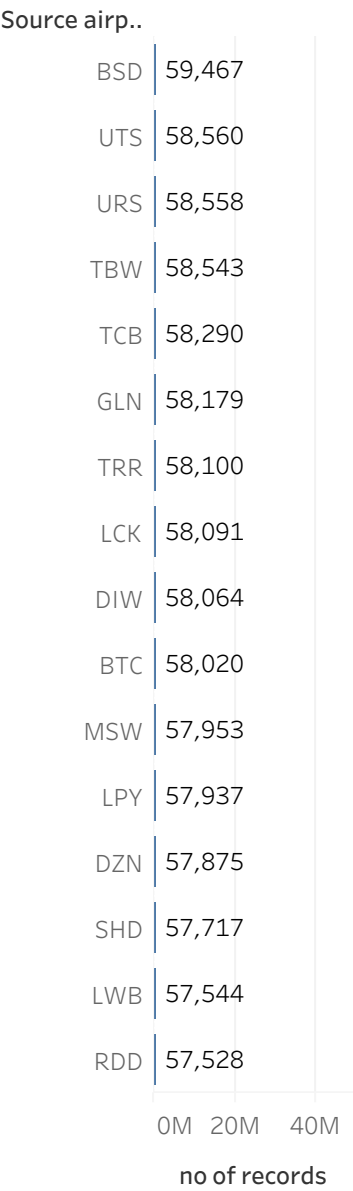 Source airp..
BSD 59,467
UTS 58,560
URS 58,558
TBW 58,543
TCB 58,290
GLN 58,179
TRR 58,100
LCK 58,091
DIW 58,064
BTC 58,020
MSW 57,953
LPY 57,937
DZN 57,875
SHD 57,717
LWB 57,544
RDD 57,528
0M 20M 40M
no of records